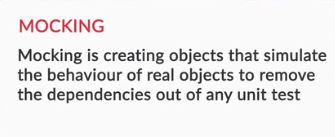 MOCKING
Mocking is creating objects that simulate
the behaviour of real objects to remove
the dependencies out of any unit test